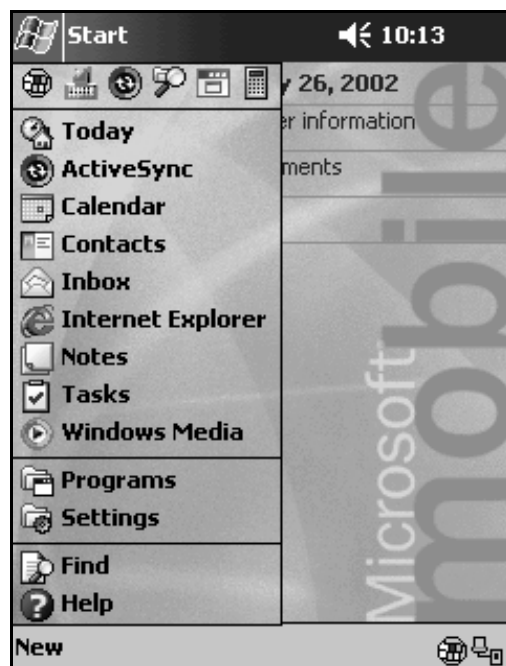 Start 10:13
y 26, 2002
er information
ments
Today
ActiveSync
Calendar
Contacts
Inbox
Internet Explorer
Notes
Tasks
Windows Media
Programs
Settings
Find
Help
New
Microsoft
mobile